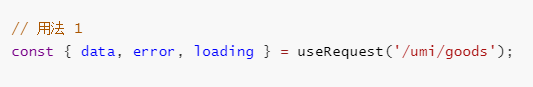 // 用法 1
const { data, error, loading } = useRequest('/umi/goods');